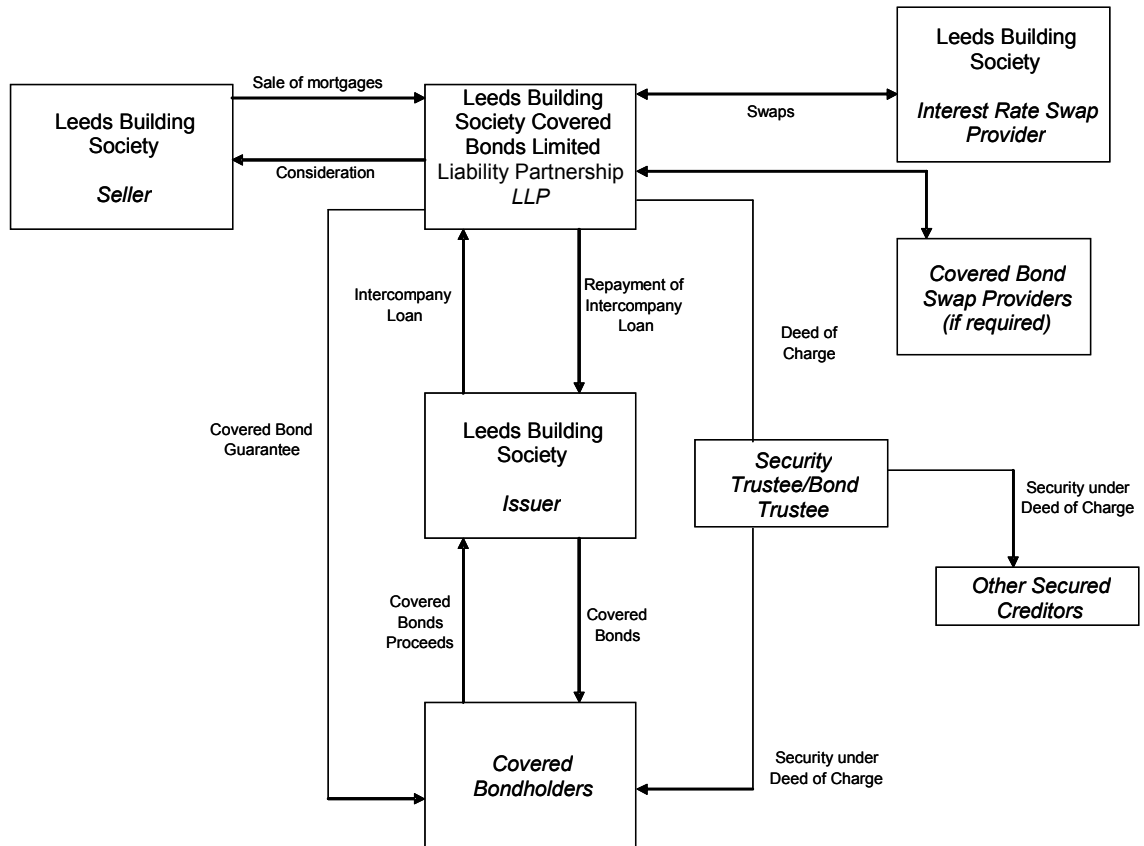 Leeds Building
Society
Seller
Sale of mortgages
Consideration
Leeds Building
Society Covered
Bonds Limited
Liability Partnership
LLP
Swaps
Leeds Building
Society
Interest Rate Swap
Provider
Covered Bond
Swap Providers
(if required)
Intercompany
Loan
Repayment of
Intercompany
Loan
Deed of
Charge
Covered Bond
Guarantee
Leeds Building
Society
Issuer
Security
Trustee/Bond
Trustee
Security under
Deed of Charge
Other Secured
Creditors
Covered
Bonds
Proceeds
Covered
Bonds
Covered
Bondholders
Security under
Deed of Charge